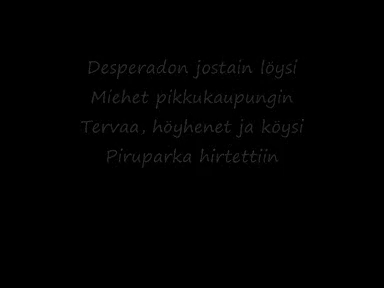 Desperadon jostain löysi
Miehet pikkukaupungin
Tervaa, höyhenet ja köysi
Piruparka hirtettiin